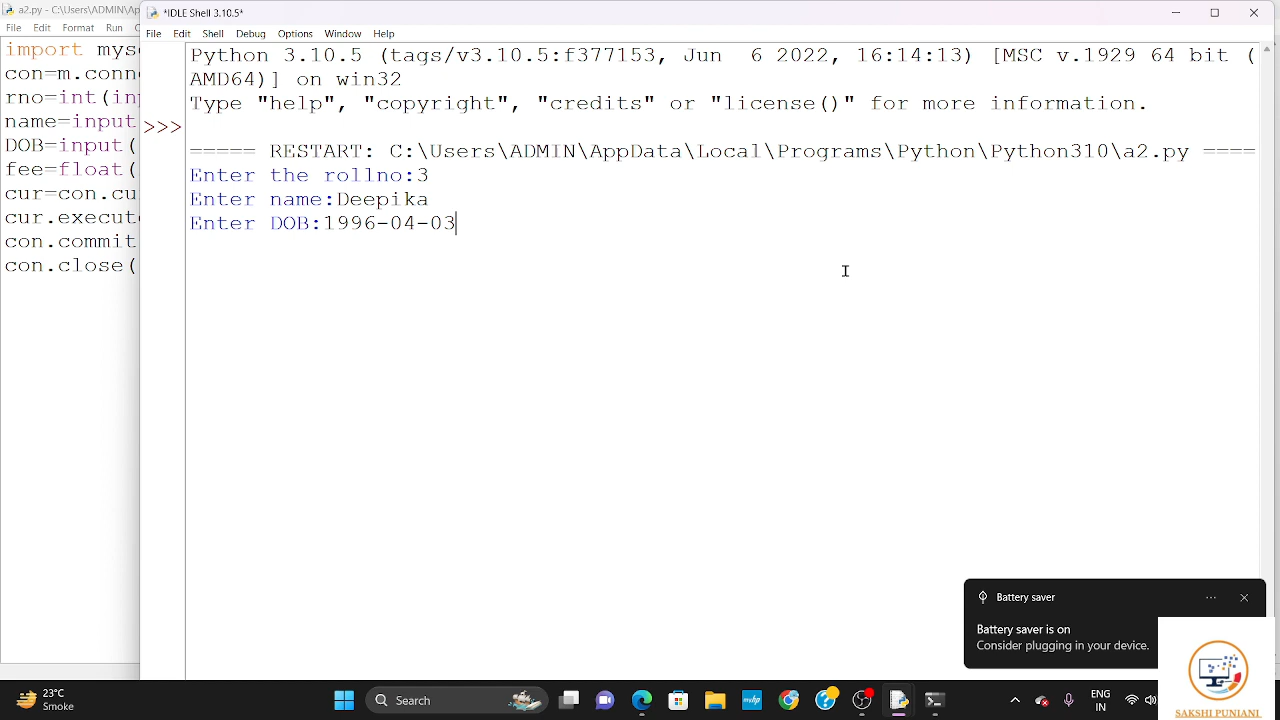 a2.py - C:\Users\ADMIN\Ap
File Edit Format Run O
import myso
con=m.conne
rno=int(inp
name=input
DOB=input(
fee=float(
cur=con.cu
cur.execut
con.commit
con.close(
*IDLE Shell 3.10.5*
File Edit Shell Debug Options Window Help
Python 3.10.5 (tags/v3.10.5:f377153, Jun  6 2022, 16:14:13) [MSC v.1929 64 bit (
AMD64)] on win32
Type "help", "copyright", "credits" or "license()" for more information.
>>>
===== RESTART: C:\Users\ADMIN\AppData\Local\Programs\Python\Python310\a2.py ====
Enter the rollno:3
Enter name:Deepika
Enter DOB:1996-04-03
Battery saver
Battery saver is on
Consider plugging in your device.
SAKSHI PUNIANI
23°C
Smoke
Search
ENG
IN